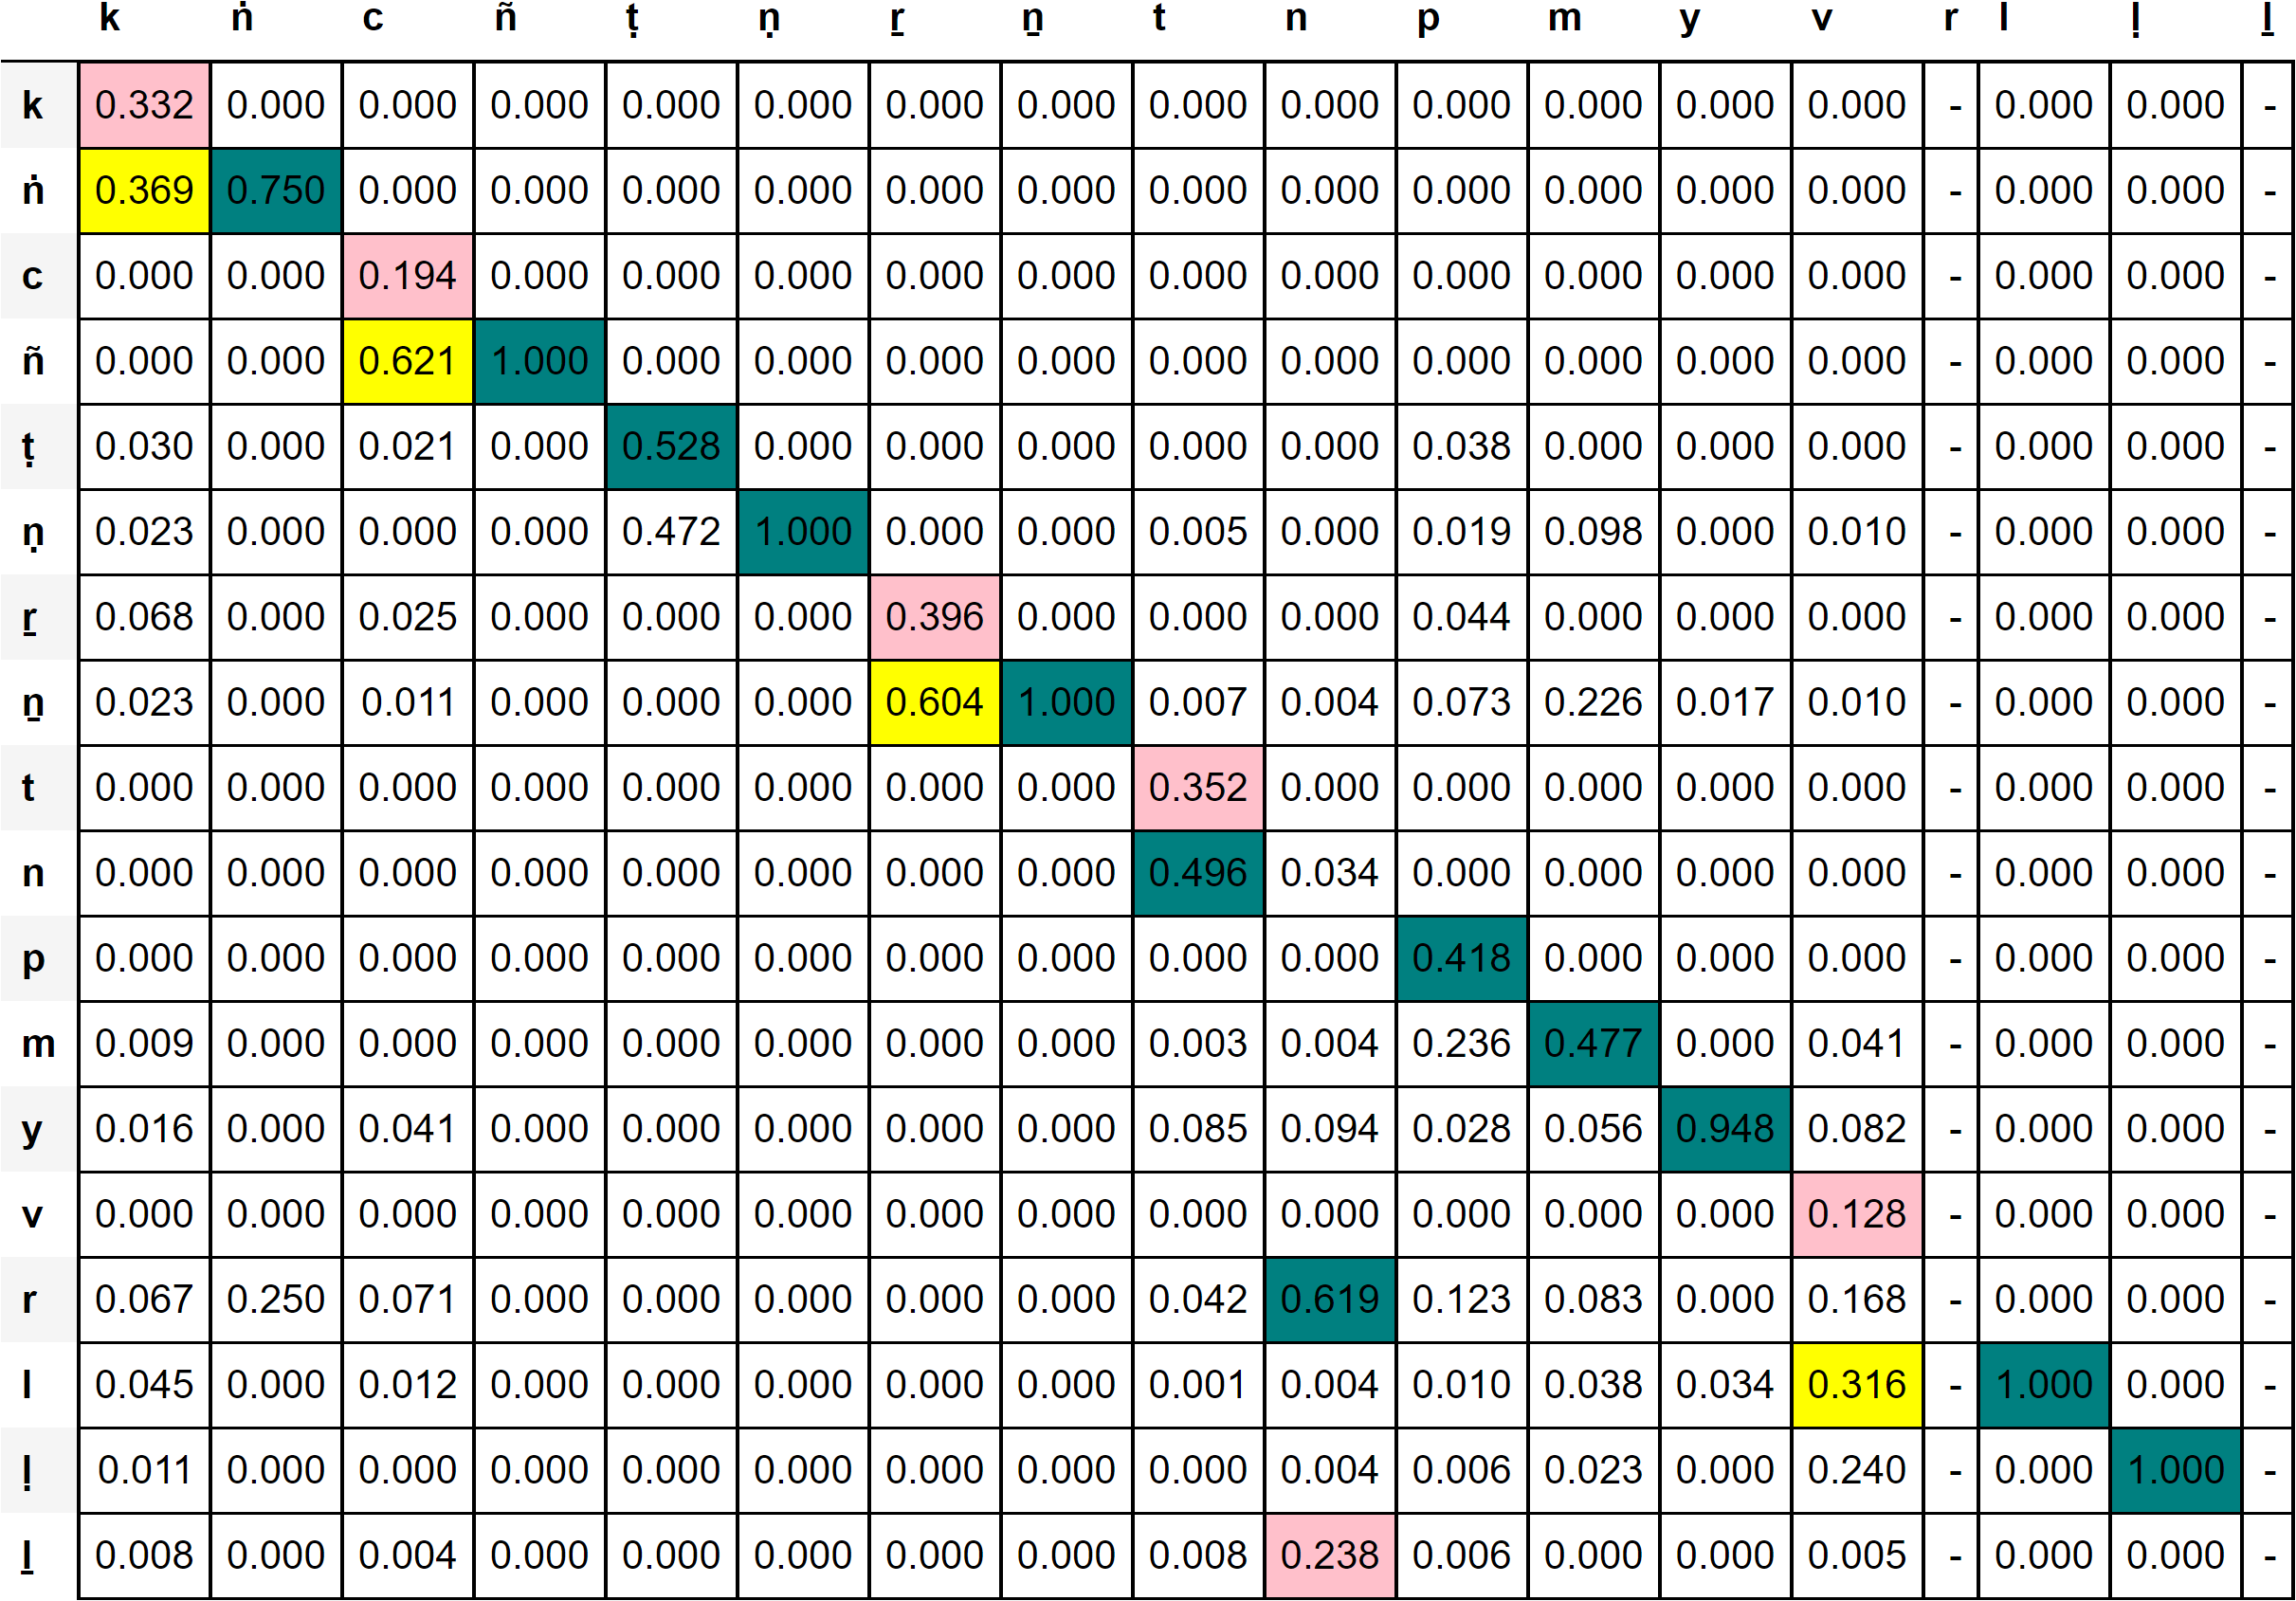 k ṅ c ñ ṭ ṇ ṟ ṉ t n p m y v r l ḷ ḻ
k 0.332 0.000 0.000 0.000 0.000 0.000 0.000 0.000 0.000 0.000 0.000 0.000 0.000 0.000 - 0.000 0.000 -
ṅ 0.369 0.750 0.000 0.000 0.000 0.000 0.000 0.000 0.000 0.000 0.000 0.000 0.000 0.000 - 0.000 0.000 -
c 0.000 0.000 0.194 0.000 0.000 0.000 0.000 0.000 0.000 0.000 0.000 0.000 0.000 0.000 - 0.000 0.000 -
ñ 0.000 0.000 0.621 1.000 0.000 0.000 0.000 0.000 0.000 0.000 0.000 0.000 0.000 0.000 - 0.000 0.000 -
ṭ 0.030 0.000 0.021 0.000 0.528 0.000 0.000 0.000 0.000 0.000 0.038 0.000 0.000 0.000 - 0.000 0.000 -
ṇ 0.023 0.000 0.000 0.000 0.472 1.000 0.000 0.000 0.005 0.000 0.019 0.098 0.000 0.010 - 0.000 0.000 -
ṟ 0.068 0.000 0.025 0.000 0.000 0.000 0.396 0.000 0.000 0.000 0.044 0.000 0.000 0.000 - 0.000 0.000 -
ṉ 0.023 0.000 0.011 0.000 0.000 0.000 0.604 1.000 0.007 0.004 0.073 0.226 0.017 0.010 - 0.000 0.000 -
t 0.000 0.000 0.000 0.000 0.000 0.000 0.000 0.000 0.352 0.000 0.000 0.000 0.000 0.000 - 0.000 0.000 -
n 0.000 0.000 0.000 0.000 0.000 0.000 0.000 0.000 0.496 0.034 0.000 0.000 0.000 0.000 - 0.000 0.000 -
p 0.000 0.000 0.000 0.000 0.000 0.000 0.000 0.000 0.000 0.000 0.418 0.000 0.000 0.000 - 0.000 0.000 -
m 0.009 0.000 0.000 0.000 0.000 0.000 0.000 0.000 0.003 0.004 0.236 0.477 0.000 0.041 - 0.000 0.000 -
y 0.016 0.000 0.041 0.000 0.000 0.000 0.000 0.000 0.085 0.094 0.028 0.056 0.948 0.082 - 0.000 0.000 -
v 0.000 0.000 0.000 0.000 0.000 0.000 0.000 0.000 0.000 0.000 0.000 0.000 0.000 0.128 - 0.000 0.000 -
r 0.067 0.250 0.071 0.000 0.000 0.000 0.000 0.000 0.042 0.619 0.123 0.083 0.000 0.168 - 0.000 0.000 -
l 0.045 0.000 0.012 0.000 0.000 0.000 0.000 0.000 0.001 0.004 0.010 0.038 0.034 0.316 - 1.000 0.000 -
ḷ 0.011 0.000 0.000 0.000 0.000 0.000 0.000 0.000 0.000 0.004 0.006 0.023 0.000 0.240 - 0.000 1.000 -
ḻ 0.008 0.000 0.004 0.000 0.000 0.000 0.000 0.000 0.008 0.238 0.006 0.000 0.000 0.005 - 0.000 0.000 -